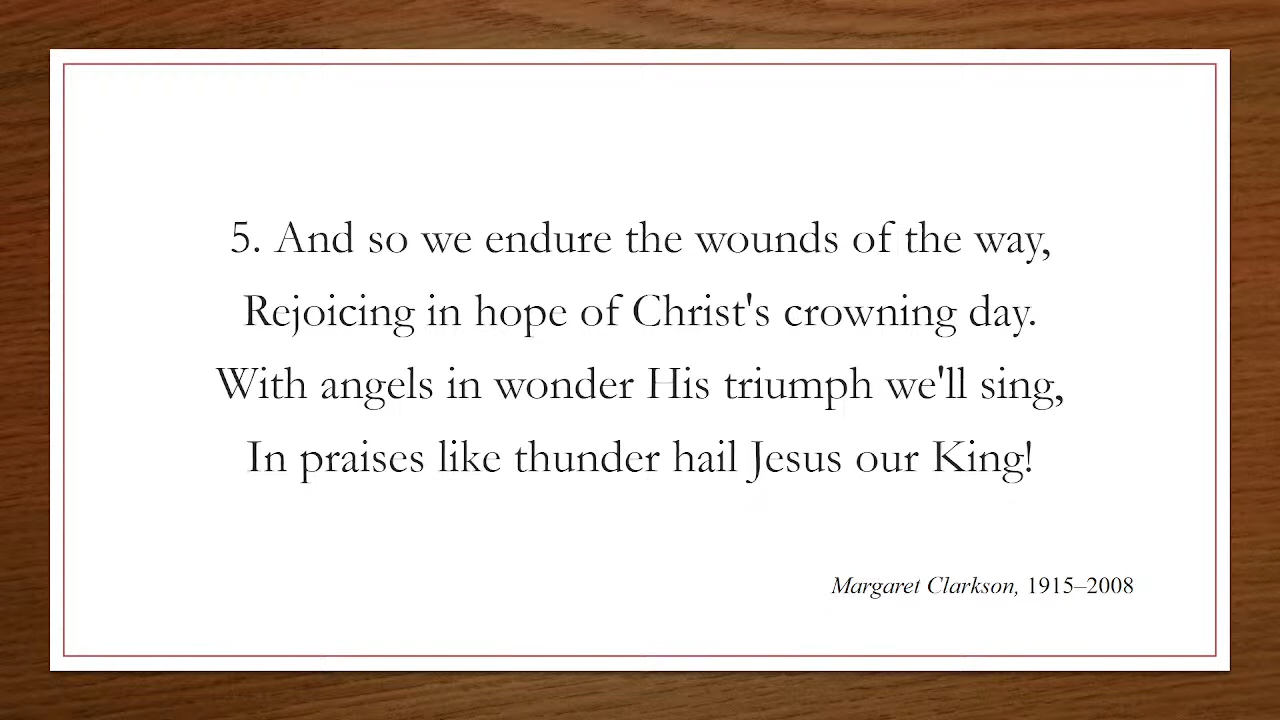 5. And so we endure the wounds of the way,
Rejoicing in hope of Christ's crowning day.
With angels in wonder His triumph we'll sing,
In praises like thunder hail Jesus our King!
Margaret Clarkson, 1915–2008